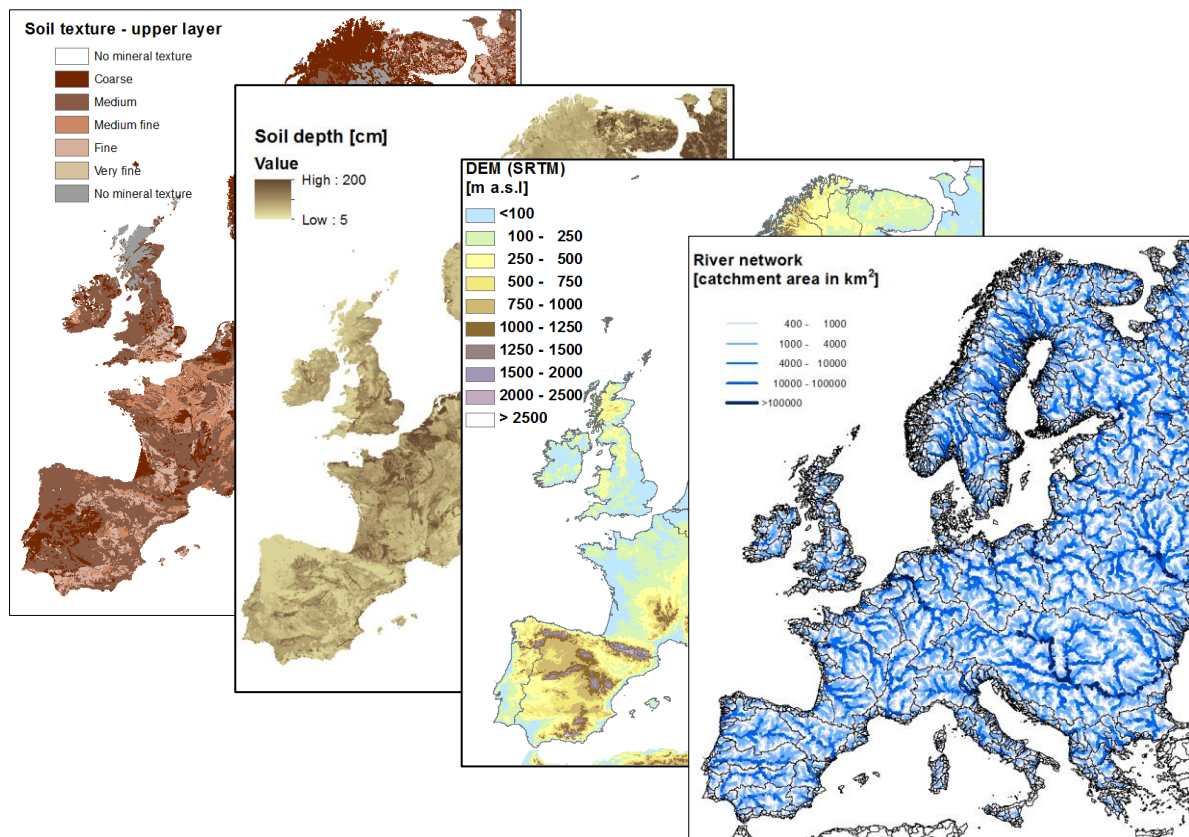 Soil texture - upper layer
No mineral texture
Coarse
Medium
Medium fine
Fine
Very fine
No mineral texture
Soil depth [cm]
Value
High : 200
Low : 5
DEM (SRTM)
[m a.s.l]
<100
100 - 250
250 - 500
500 - 750
750 - 1000
1000 - 1250
1250 - 1500
1500 - 2000
2000 - 2500
> 2500
River network
[catchment area in km²]
400 - 1000
1000 - 4000
4000 - 10000
10000 - 100000
>100000